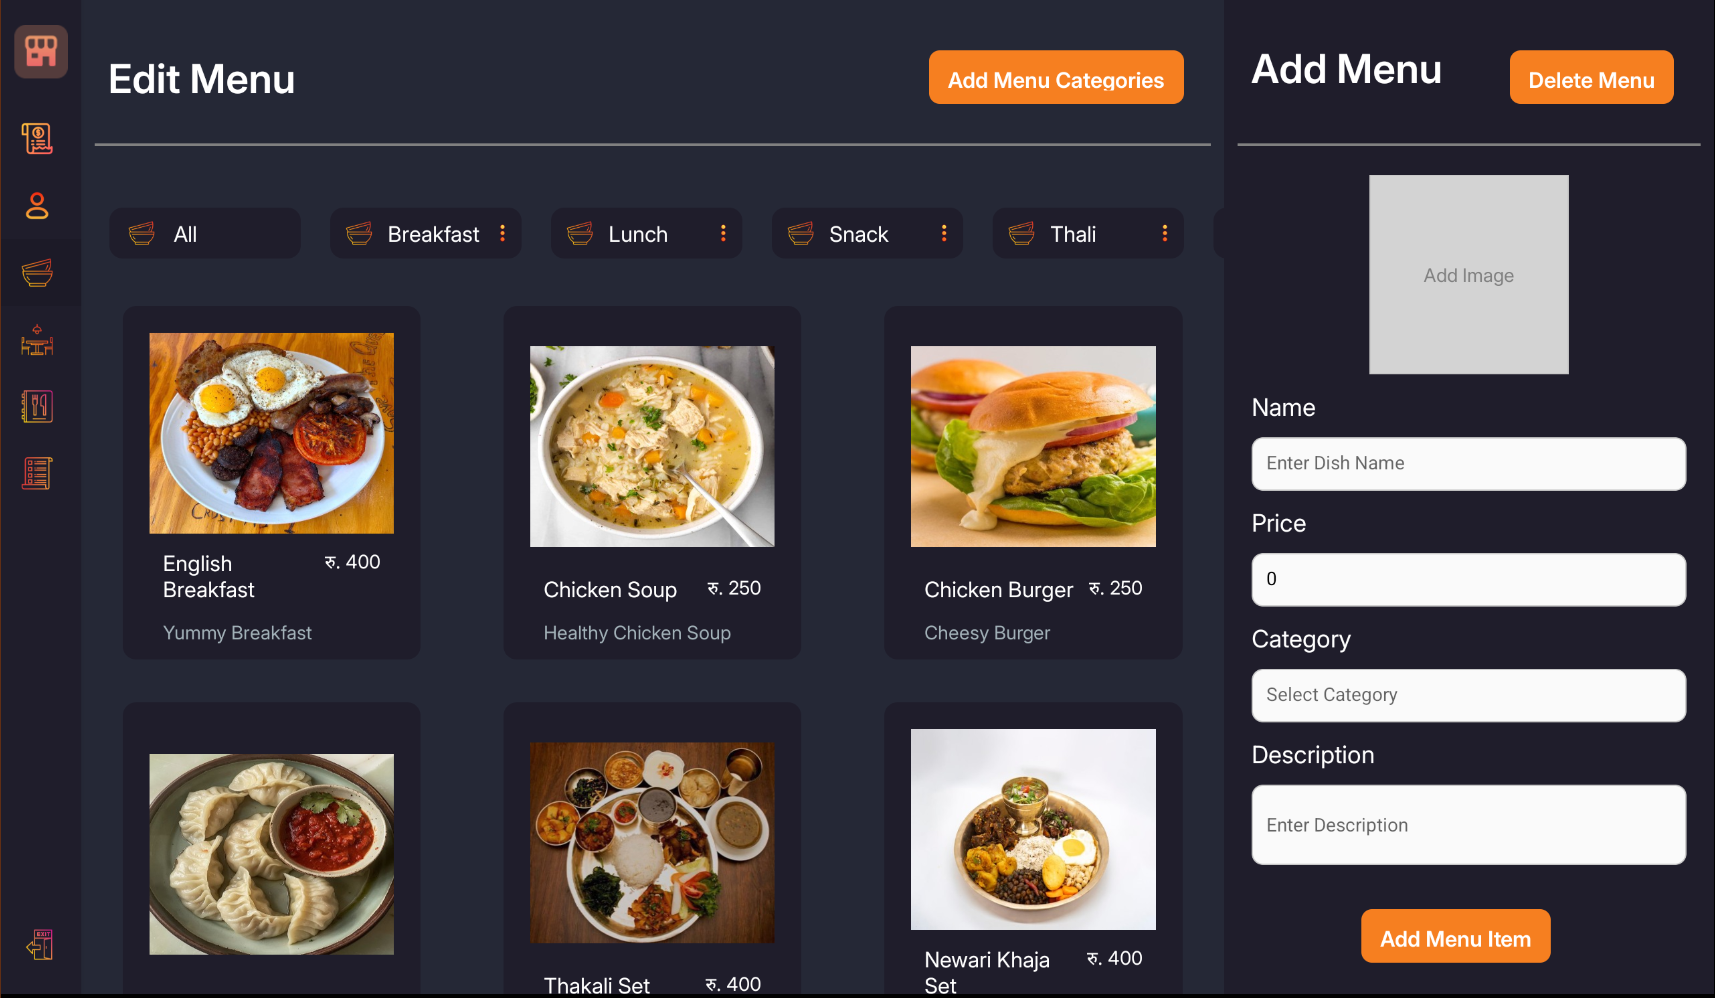 Edit Menu
Add Menu Categories
All
Breakfast
Lunch
Snack
Thali
English
Breakfast
रु. 400
Yummy Breakfast
Chicken Soup
रु. 250
Healthy Chicken Soup
Chicken Burger
रु. 250
Cheesy Burger
Thakali Set
रु. 400
Newari Khaja
Set
रु. 400
Add Menu
Delete Menu
Add Image
Name
Enter Dish Name
Price
0
Category
Select Category
Description
Enter Description
Add Menu Item
EXIT